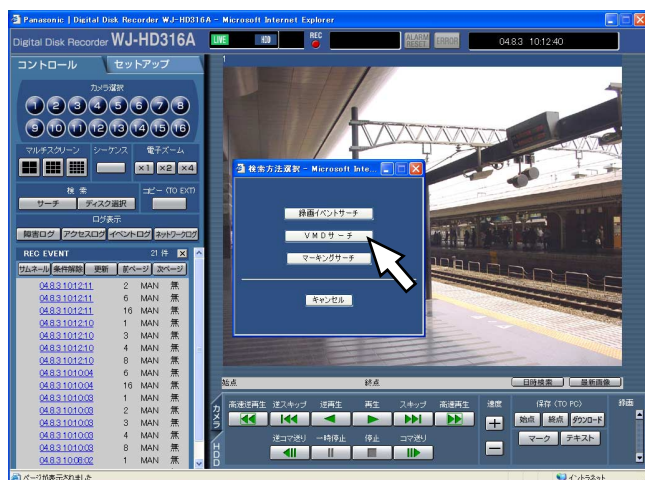 Panasonic | Digital Disk Recorder WJ-HD316A - Microsoft Internet Explorer
Digital Disk Recorder WJ-HD316A
LIVE HDD REC ALARM RESET ERROR 04.8.3 10:12:40
コントロール セットアップ
カメラ選択
1 2 3 4 5 6 7 8
9 10 11 12 13 14 15 16
マルチスクリーン シーケンス 電子ズーム
×1 ×2 ×4
検 索 コピー (TO EXT)
サーチ ディスク選択
ログ表示
障害ログ アクセスログ イベントログ ネットワークログ
REC EVENT 21 件
サムネール 条件解除 更新 前ページ 次ページ
04.8.3 10:12:11 2 MAN 無
04.8.3 10:12:11 6 MAN 無
04.8.3 10:12:11 16 MAN 無
04.8.3 10:12:10 1 MAN 無
04.8.3 10:12:10 3 MAN 無
04.8.3 10:12:10 4 MAN 無
04.8.3 10:12:10 8 MAN 無
04.8.3 10:10:04 6 MAN 無
04.8.3 10:10:04 16 MAN 無
04.8.3 10:10:03 1 MAN 無
04.8.3 10:10:03 2 MAN 無
04.8.3 10:10:03 3 MAN 無
04.8.3 10:10:03 4 MAN 無
04.8.3 10:10:03 8 MAN 無
04.8.3 10:08:02 1 MAN 無
1
検索方法選択 - Microsoft Inte...
録画イベントサーチ
VMDサーチ
マーキングサーチ
キャンセル
始点 終点 日時検索 最新画像
カメラ
HDD
高速逆再生 逆スキップ 逆再生 再生 スキップ 高速再生 速度 保存 (TO PC) 録画
始点 終点 ダウンロード
逆コマ送り 一時停止 停止 コマ送り
マーク テキスト
ページが表示されました
イントラネット